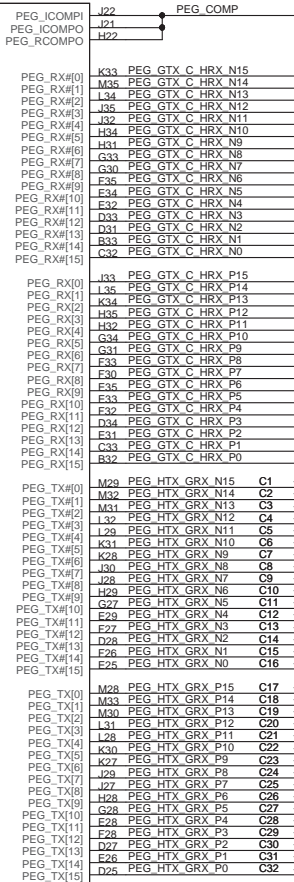 PEG_ICOMPI J22 PEG_COMP
PEG_ICOMPO J21
PEG_RCOMPO H22
PEG_RX#[0] K33 PEG_GTX_C_HRX_N15
PEG_RX#[1] M35 PEG_GTX_C_HRX_N14
PEG_RX#[2] L34 PEG_GTX_C_HRX_N13
PEG_RX#[3] J35 PEG_GTX_C_HRX_N12
PEG_RX#[4] J32 PEG_GTX_C_HRX_N11
PEG_RX#[5] H34 PEG_GTX_C_HRX_N10
PEG_RX#[6] H31 PEG_GTX_C_HRX_N9
PEG_RX#[7] G33 PEG_GTX_C_HRX_N8
PEG_RX#[8] G30 PEG_GTX_C_HRX_N7
PEG_RX#[9] F35 PEG_GTX_C_HRX_N6
PEG_RX#[10] E34 PEG_GTX_C_HRX_N5
PEG_RX#[11] E32 PEG_GTX_C_HRX_N4
PEG_RX#[12] D33 PEG_GTX_C_HRX_N3
PEG_RX#[13] D31 PEG_GTX_C_HRX_N2
PEG_RX#[14] B33 PEG_GTX_C_HRX_N1
PEG_RX#[15] C32 PEG_GTX_C_HRX_N0
PEG_RX[0] J33 PEG_GTX_C_HRX_P15
PEG_RX[1] L35 PEG_GTX_C_HRX_P14
PEG_RX[2] K34 PEG_GTX_C_HRX_P13
PEG_RX[3] H35 PEG_GTX_C_HRX_P12
PEG_RX[4] H32 PEG_GTX_C_HRX_P11
PEG_RX[5] G34 PEG_GTX_C_HRX_P10
PEG_RX[6] G31 PEG_GTX_C_HRX_P9
PEG_RX[7] F33 PEG_GTX_C_HRX_P8
PEG_RX[8] F30 PEG_GTX_C_HRX_P7
PEG_RX[9] E35 PEG_GTX_C_HRX_P6
PEG_RX[10] E33 PEG_GTX_C_HRX_P5
PEG_RX[11] F32 PEG_GTX_C_HRX_P4
PEG_RX[12] D34 PEG_GTX_C_HRX_P3
PEG_RX[13] E31 PEG_GTX_C_HRX_P2
PEG_RX[14] C33 PEG_GTX_C_HRX_P1
PEG_RX[15] B32 PEG_GTX_C_HRX_P0
PEG_TX#[0] M29 PEG_HTX_GRX_N15 C1
PEG_TX#[1] M32 PEG_HTX_GRX_N14 C2
PEG_TX#[2] M31 PEG_HTX_GRX_N13 C3
PEG_TX#[3] L32 PEG_HTX_GRX_N12 C4
PEG_TX#[4] L29 PEG_HTX_GRX_N11 C5
PEG_TX#[5] K31 PEG_HTX_GRX_N10 C6
PEG_TX#[6] K28 PEG_HTX_GRX_N9 C7
PEG_TX#[7] J30 PEG_HTX_GRX_N8 C8
PEG_TX#[8] J28 PEG_HTX_GRX_N7 C9
PEG_TX#[9] H29 PEG_HTX_GRX_N6 C10
PEG_TX#[10] G27 PEG_HTX_GRX_N5 C11
PEG_TX#[11] E29 PEG_HTX_GRX_N4 C12
PEG_TX#[12] F27 PEG_HTX_GRX_N3 C13
PEG_TX#[13] D28 PEG_HTX_GRX_N2 C14
PEG_TX#[14] F26 PEG_HTX_GRX_N1 C15
PEG_TX#[15] E25 PEG_HTX_GRX_N0 C16
PEG_TX[0] M28 PEG_HTX_GRX_P15 C17
PEG_TX[1] M33 PEG_HTX_GRX_P14 C18
PEG_TX[2] M30 PEG_HTX_GRX_P13 C19
PEG_TX[3] L31 PEG_HTX_GRX_P12 C20
PEG_TX[4] L28 PEG_HTX_GRX_P11 C21
PEG_TX[5] K30 PEG_HTX_GRX_P10 C22
PEG_TX[6] K27 PEG_HTX_GRX_P9 C23
PEG_TX[7] J29 PEG_HTX_GRX_P8 C24
PEG_TX[8] J27 PEG_HTX_GRX_P7 C25
PEG_TX[9] H28 PEG_HTX_GRX_P6 C26
PEG_TX[10] G28 PEG_HTX_GRX_P5 C27
PEG_TX[11] E28 PEG_HTX_GRX_P4 C28
PEG_TX[12] F28 PEG_HTX_GRX_P3 C29
PEG_TX[13] D27 PEG_HTX_GRX_P2 C30
PEG_TX[14] E26 PEG_HTX_GRX_P1 C31
PEG_TX[15] D25 PEG_HTX_GRX_P0 C32